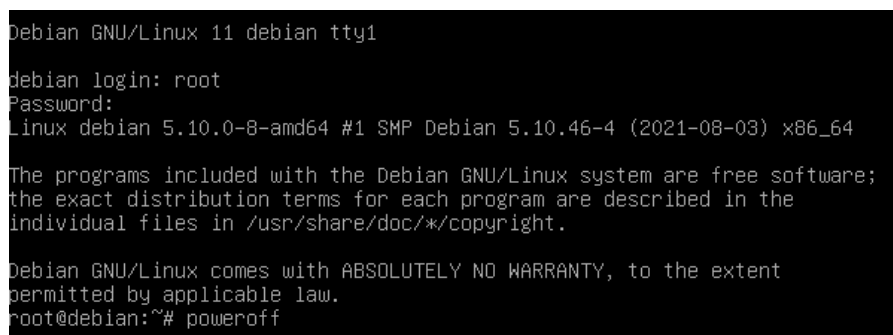 Debian GNU/Linux 11 debian tty1
debian login: root
Password:
Linux debian 5.10.0-8-amd64 #1 SMP Debian 5.10.46-4 (2021-08-03) x86_64
The programs included with the Debian GNU/Linux system are free software;
the exact distribution terms for each program are described in the
individual files in /usr/share/doc/*/copyright.
Debian GNU/Linux comes with ABSOLUTELY NO WARRANTY, to the extent
permitted by applicable law.
root@debian:~# poweroff